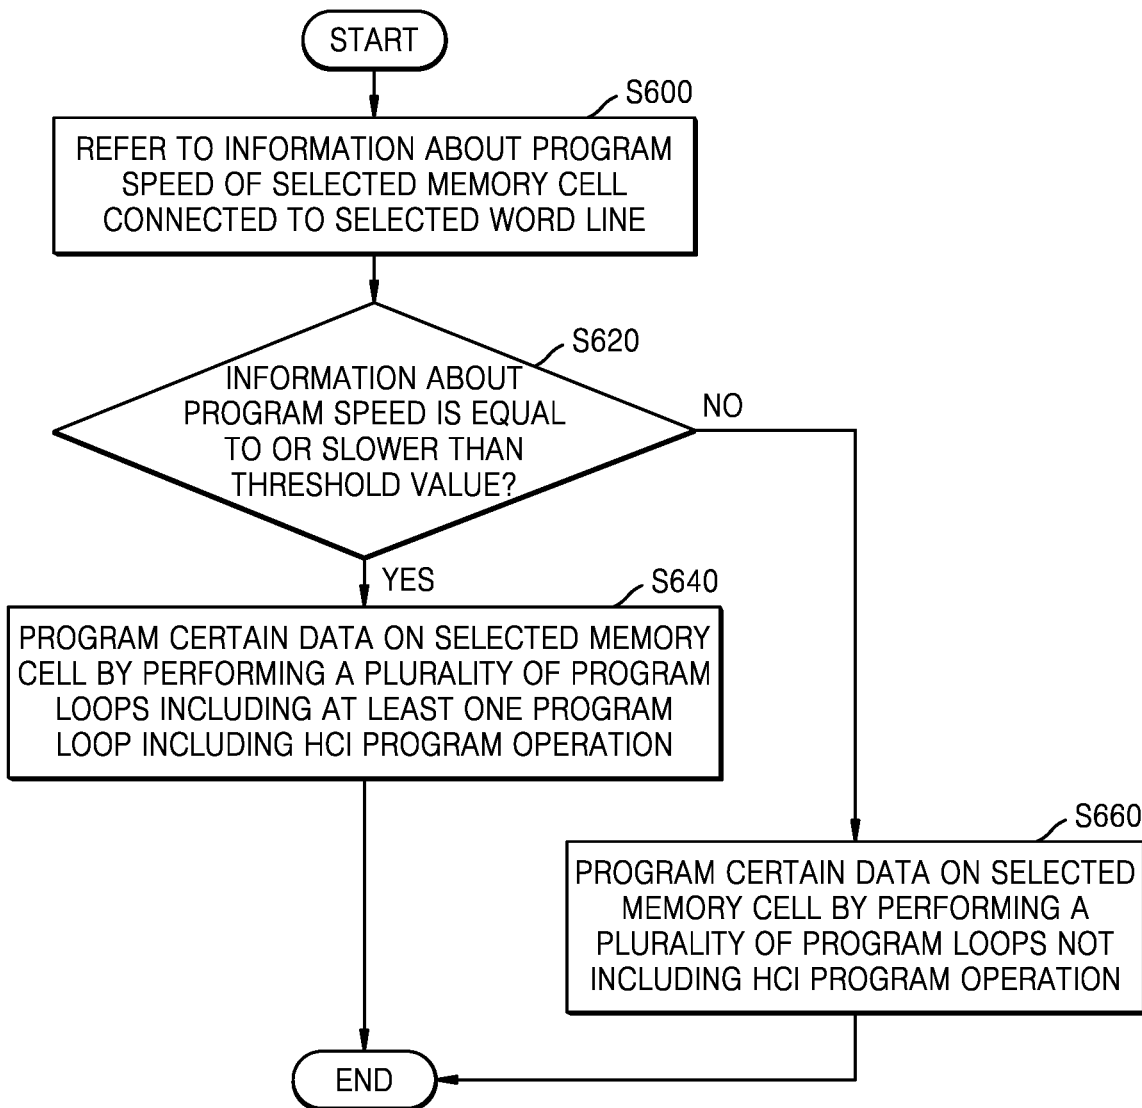 START
S600
REFER TO INFORMATION ABOUT PROGRAM
SPEED OF SELECTED MEMORY CELL
CONNECTED TO SELECTED WORD LINE
S620
INFORMATION ABOUT
PROGRAM SPEED IS EQUAL
TO OR SLOWER THAN
THRESHOLD VALUE?
NO
YES
S640
PROGRAM CERTAIN DATA ON SELECTED MEMORY
CELL BY PERFORMING A PLURALITY OF PROGRAM
LOOPS INCLUDING AT LEAST ONE PROGRAM
LOOP INCLUDING HCI PROGRAM OPERATION
S660
PROGRAM CERTAIN DATA ON SELECTED
MEMORY CELL BY PERFORMING A
PLURALITY OF PROGRAM LOOPS NOT
INCLUDING HCI PROGRAM OPERATION
END